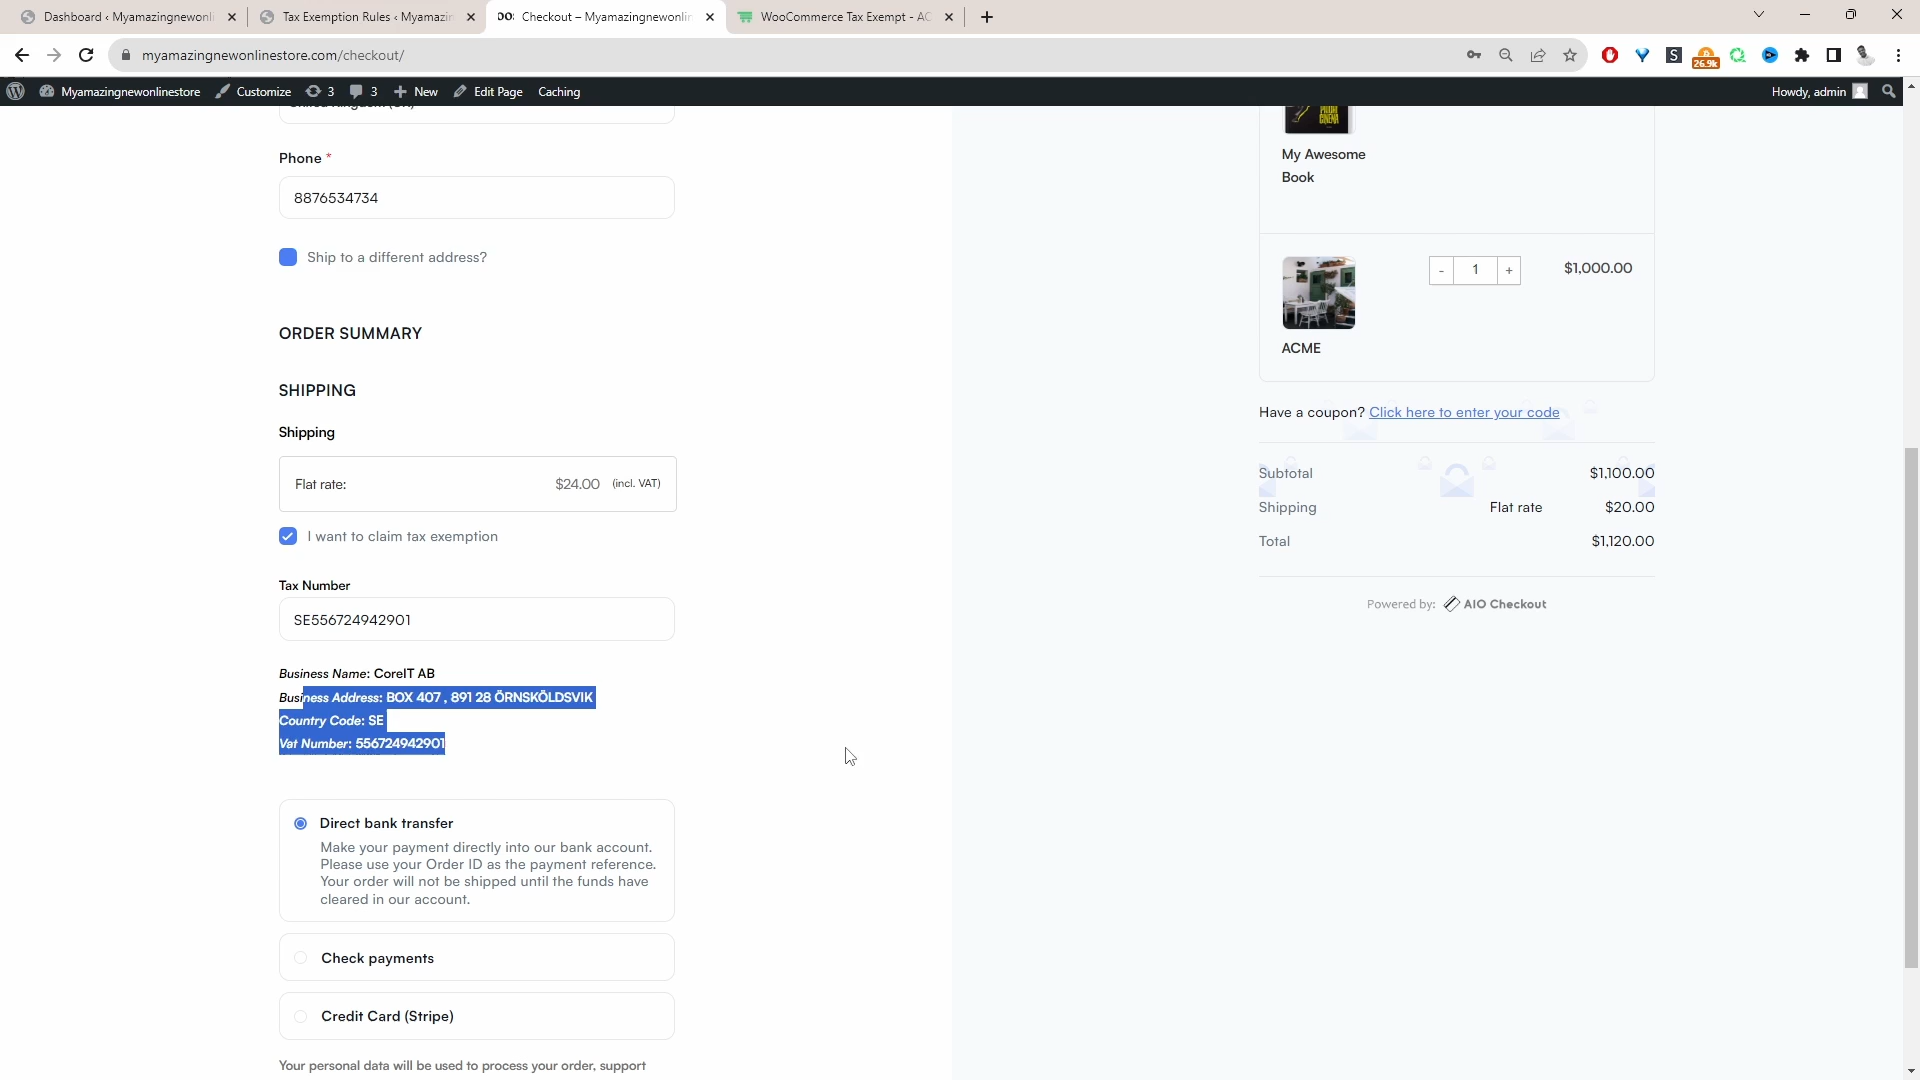 Dashboard ‹ Myamazingnewonli
Tax Exemption Rules ‹ Myamazin
Checkout – Myamazingnewonlin
WooCommerce Tax Exempt - AC
myamazingnewonlinestore.com/checkout/
26.9k
Myamazingnewonlinestore
Customize
3
3
New
Edit Page
Caching
Howdy, admin
Phone *
8876534734
Ship to a different address?
ORDER SUMMARY
SHIPPING
Shipping
Flat rate: $24.00 (incl. VAT)
I want to claim tax exemption
Tax Number
SE556724942901
Business Name: CoreIT AB
Business Address: BOX 407 , 891 28 ÖRNSKÖLDSVIK
Country Code: SE
Vat Number: 556724942901
Direct bank transfer
Make your payment directly into our bank account.
Please use your Order ID as the payment reference.
Your order will not be shipped until the funds have
cleared in our account.
Check payments
Credit Card (Stripe)
Your personal data will be used to process your order, support
My Awesome
Book
- 1 + $1,000.00
ACME
Have a coupon? Click here to enter your code
Subtotal $1,100.00
Shipping Flat rate $20.00
Total $1,120.00
Powered by: AIO Checkout